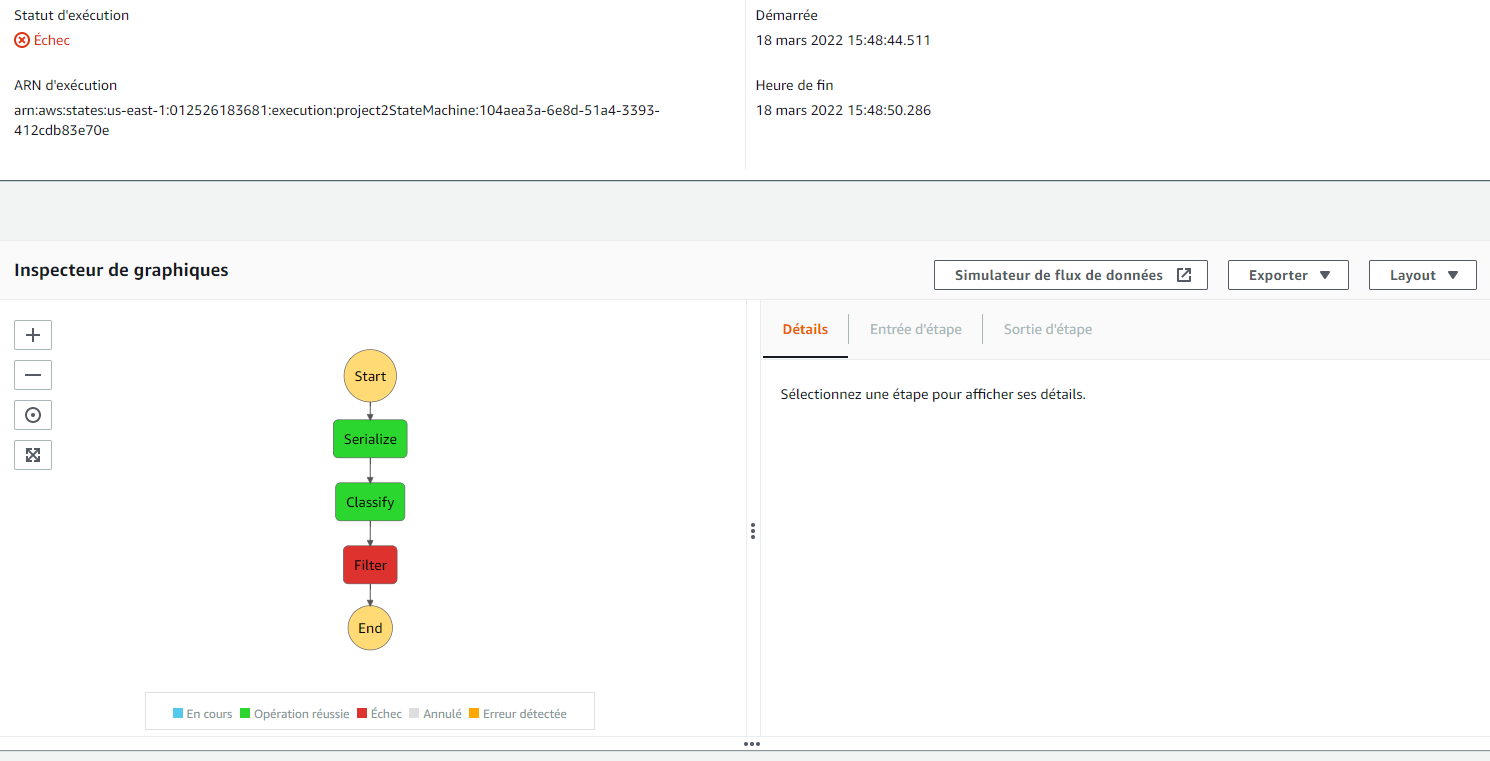 Statut d'exécution
Échec
ARN d'exécution
arn:aws:states:us-east-1:012526183681:execution:project2StateMachine:104aea3a-6e8d-51a4-3393-
412cdb83e70e
Démarrée
18 mars 2022 15:48:44.511
Heure de fin
18 mars 2022 15:48:50.286
Inspecteur de graphiques
Simulateur de flux de données
Exporter
Layout
Start
Serialize
Classify
Filter
End
En cours Opération réussie Échec Annulé Erreur détectée
Détails Entrée d'étape Sortie d'étape
Sélectionnez une étape pour afficher ses détails.